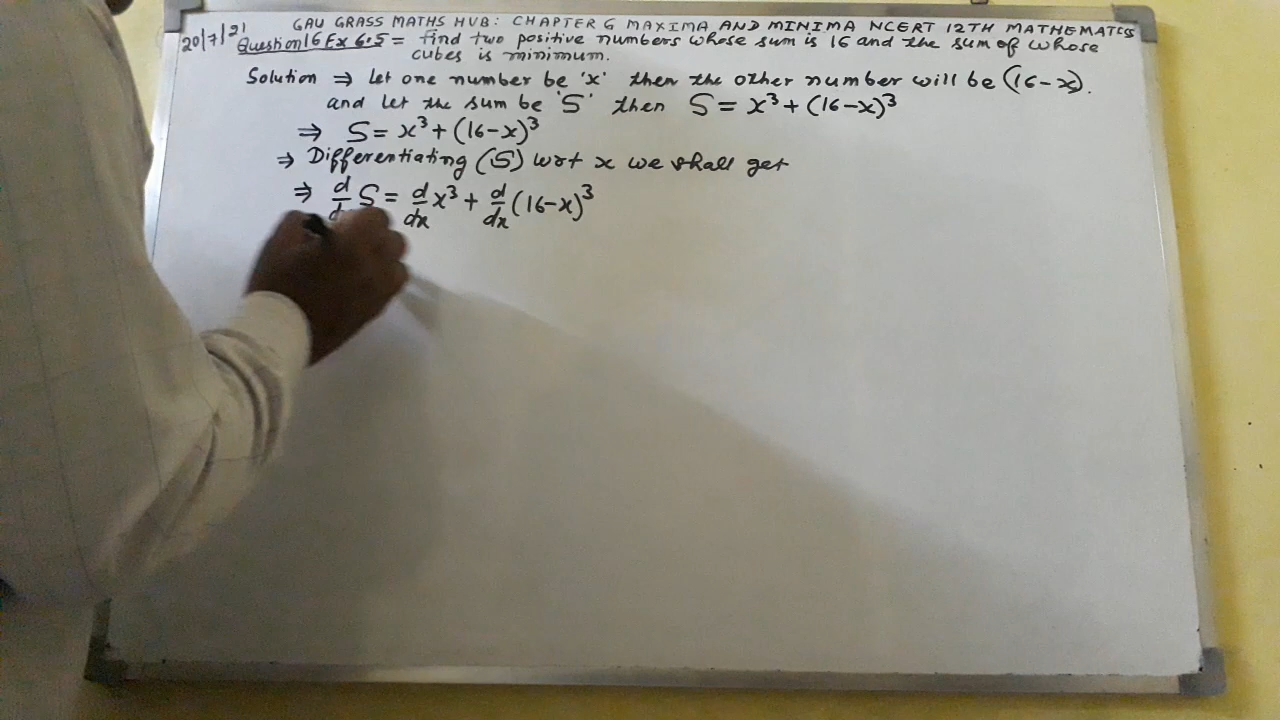 GAU GRASS MATHS HUB: CHAPTER 6 MAXIMA AND MINIMA NCERT 12TH MATHEMATICS
20/7/21 Question 16 Ex 6.5 = find two positive numbers whose sum is 16 and the sum of whose
cubes is minimum.
Solution ⇒ Let one number be 'x' then the other number will be (16-x).
and let the sum be 'S' then S = x³ + (16-x)³
⇒ S = x³ + (16-x)³
⇒ Differentiating (S) wrt x we shall get
⇒ d/dx S = d/dx x³ + d/dx (16-x)³